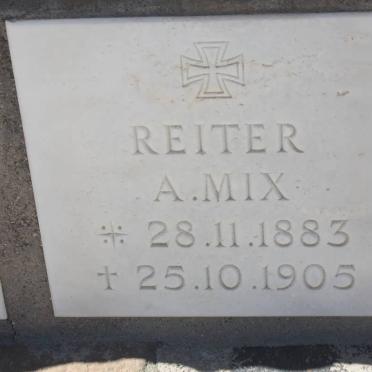 REITER
A. MIX
* 28.11.1883
† 25.10.1905